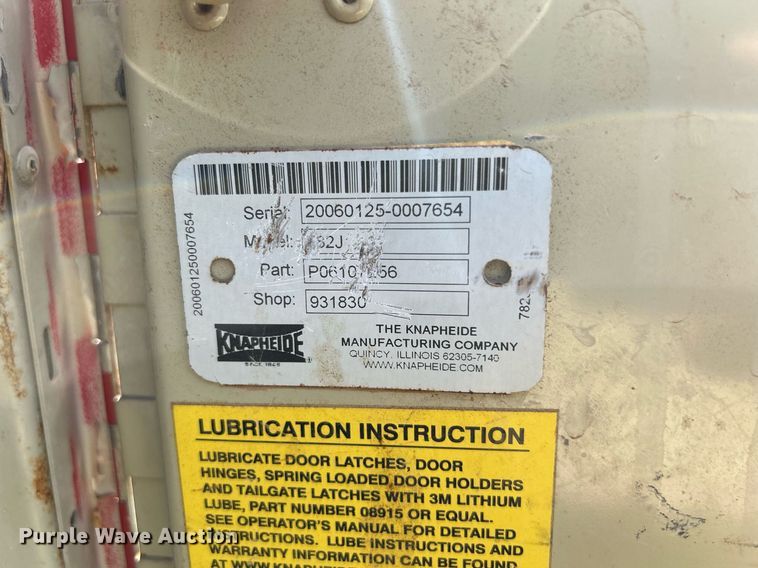 Serial: 20060125-0007654
Part:
Shop: 931830
200601250007654
KNAPHEIDE
SINCE 1848
THE KNAPHEIDE
MANUFACTURING COMPANY
QUINCY, ILLINOIS 62305-7140
WWW.KNAPHEIDE.COM
LUBRICATION INSTRUCTION
LUBRICATE DOOR LATCHES, DOOR
HINGES, SPRING LOADED DOOR HOLDERS
AND TAILGATE LATCHES WITH 3M LITHIUM
LUBE, PART NUMBER 08915 OR EQUAL.
SEE OPERATOR'S MANUAL FOR DETAILED
INSTRUCTIONS. LUBE INSTRUCTIONS AND
WARRANTY INFORMATION CAN BE FOUND
Purple Wave Auction